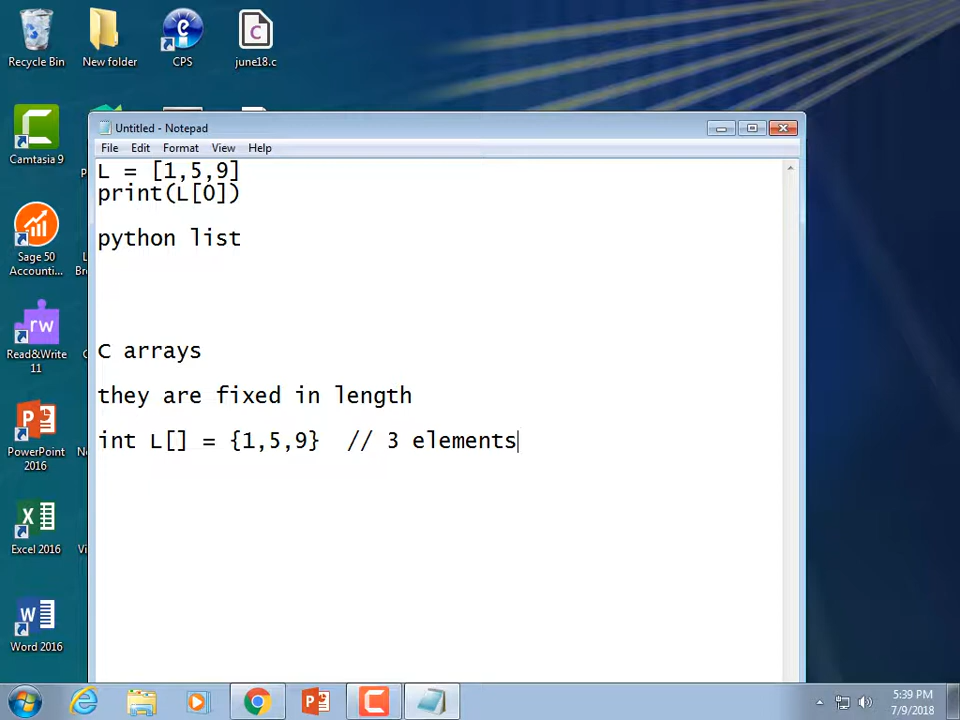 Recycle Bin
New folder
CPS
june18.c
Camtasia 9
Untitled - Notepad
File Edit Format View Help
L = [1,5,9]
print(L[0])
python list
C arrays
they are fixed in length
int L[] = {1,5,9}  // 3 elements
Sage 50
Accounti...
rw
Read&Write
11
PowerPoint
2016
Excel 2016
Word 2016
5:39 PM
7/9/2018